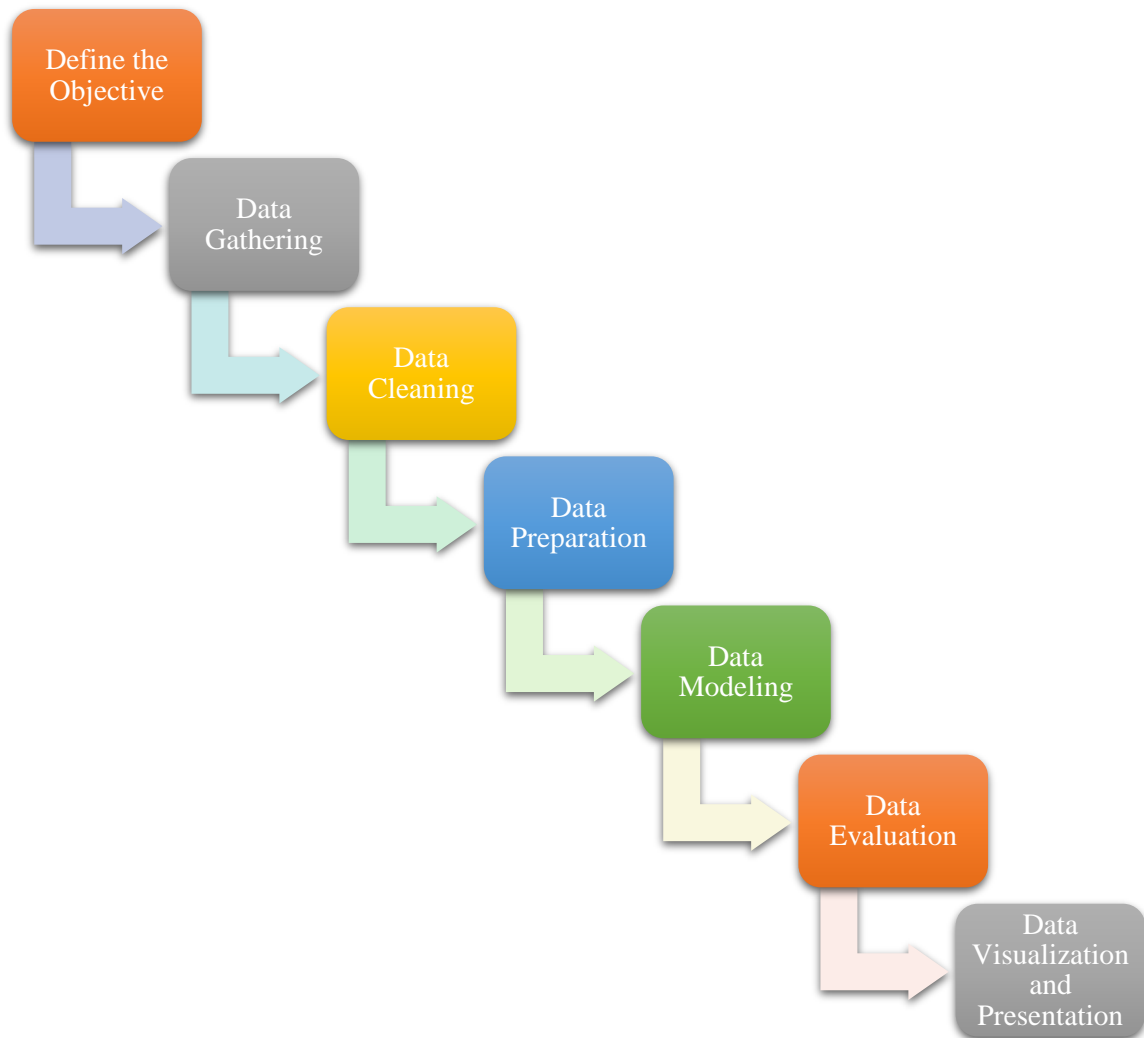 Define the
Objective
Data
Gathering
Data
Cleaning
Data
Preparation
Data
Modeling
Data
Evaluation
Data
Visualization
and
Presentation